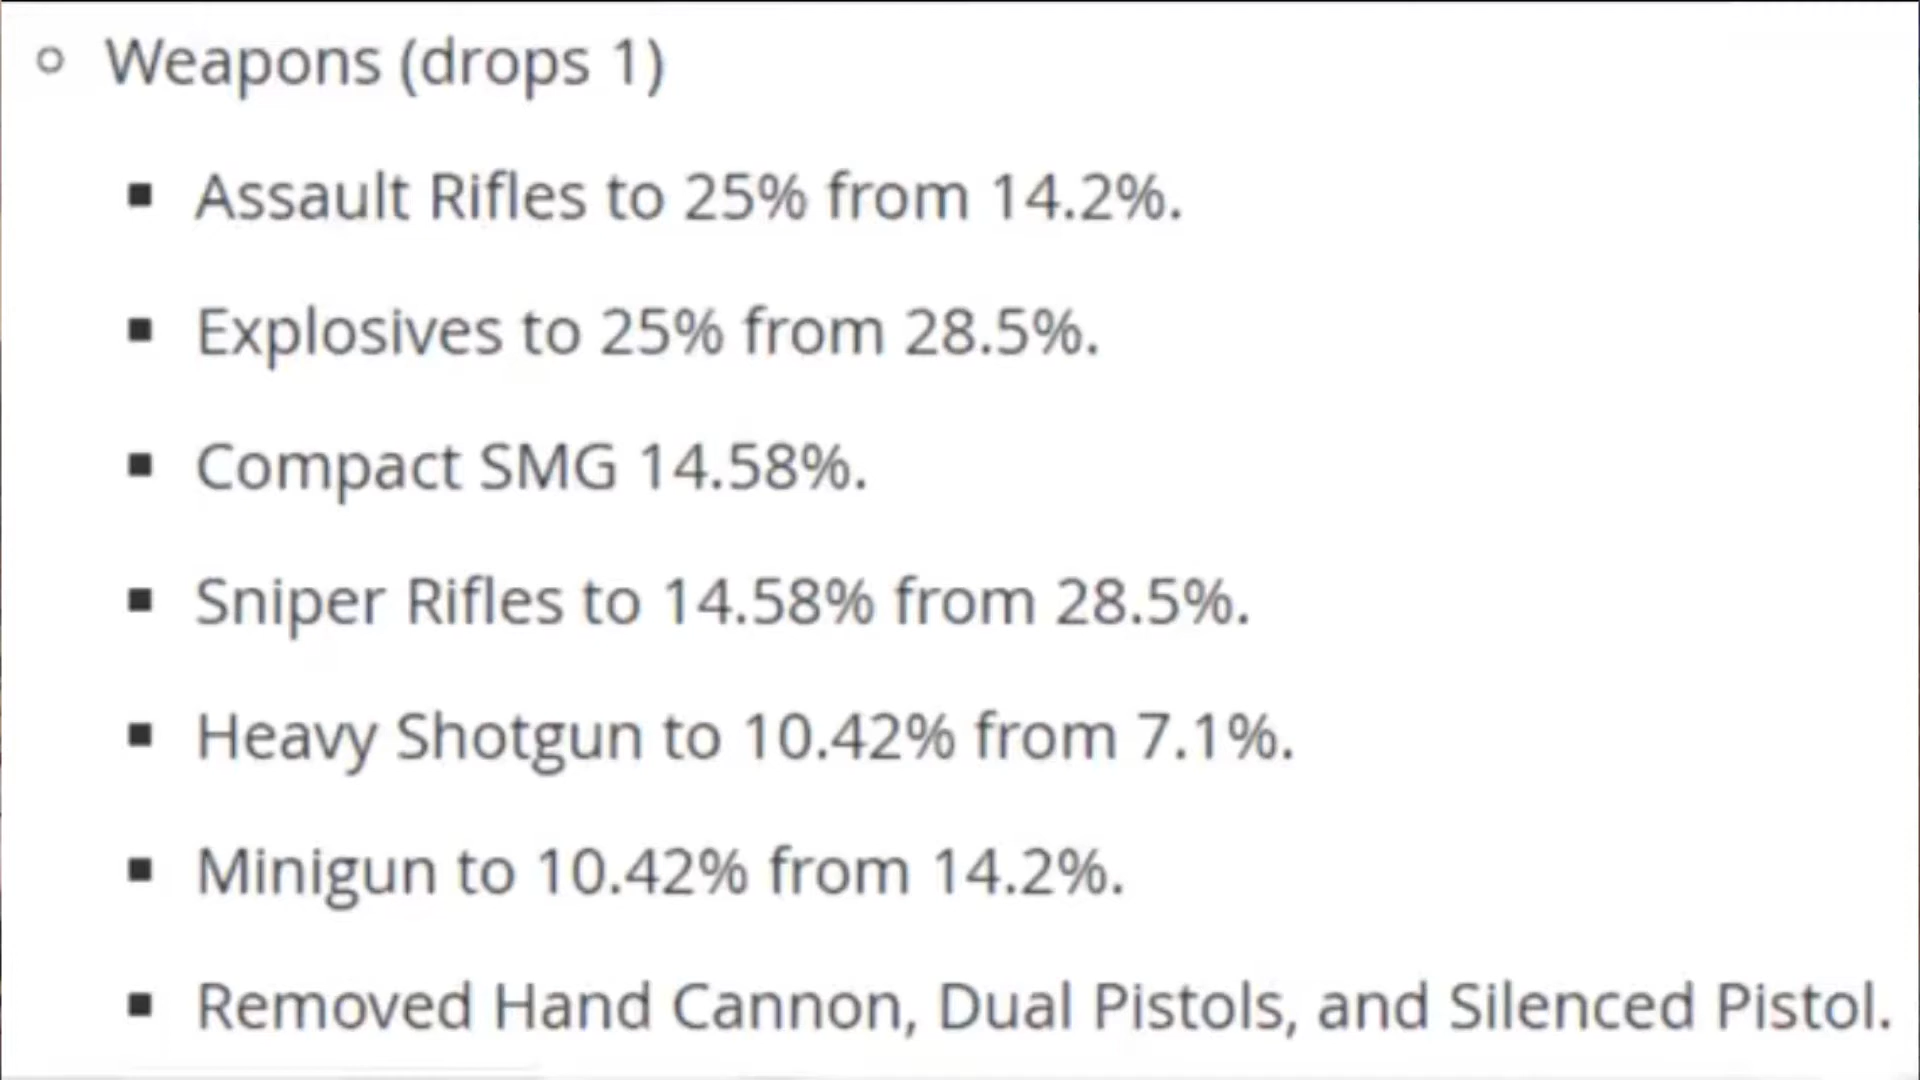 Weapons (drops 1)
Assault Rifles to 25% from 14.2%.
Explosives to 25% from 28.5%.
Compact SMG 14.58%.
Sniper Rifles to 14.58% from 28.5%.
Heavy Shotgun to 10.42% from 7.1%.
Minigun to 10.42% from 14.2%.
Removed Hand Cannon, Dual Pistols, and Silenced Pistol.